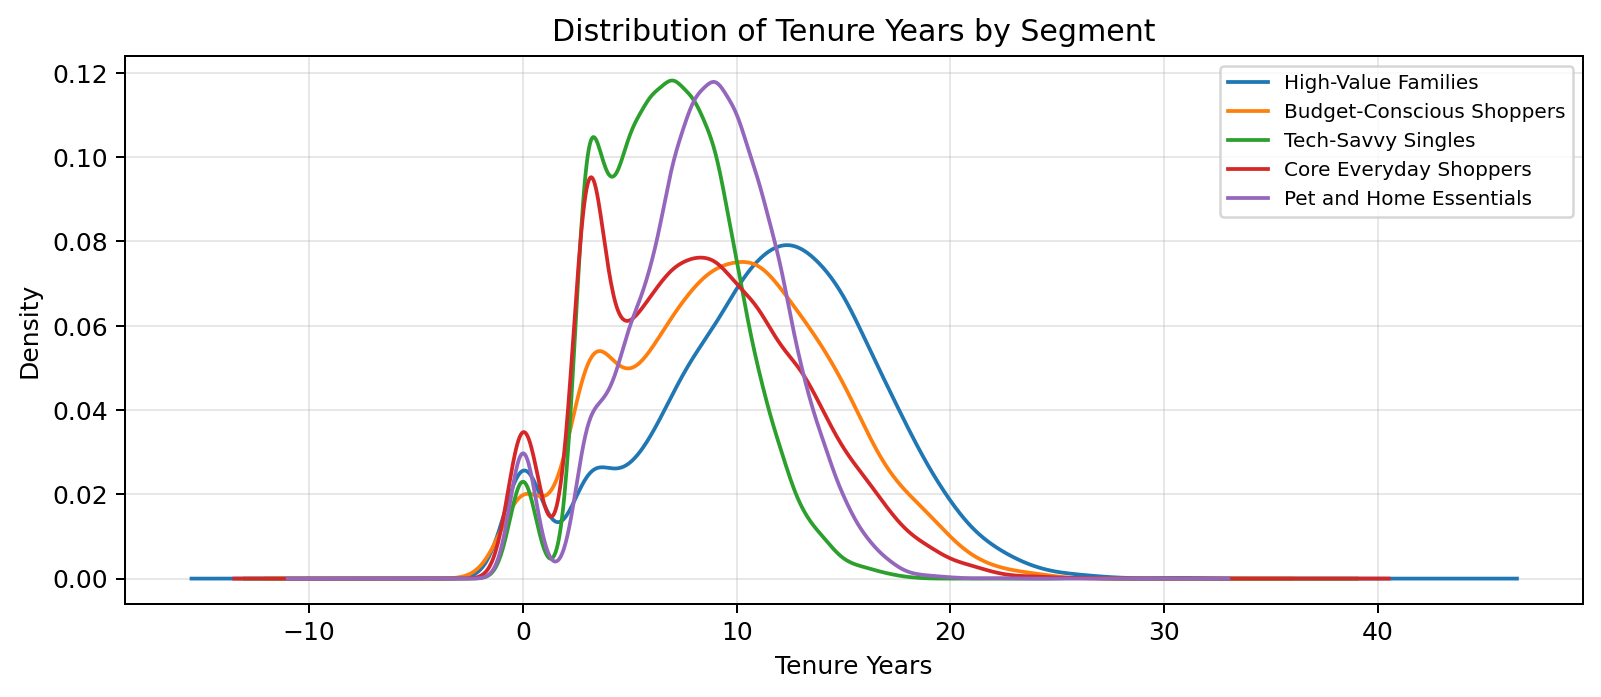 Distribution of Tenure Years by Segment
0.12
0.10
0.08
0.06
0.04
0.02
0.00
Density
High-Value Families
Budget-Conscious Shoppers
Tech-Savvy Singles
Core Everyday Shoppers
Pet and Home Essentials
−10 0 10 20 30 40
Tenure Years